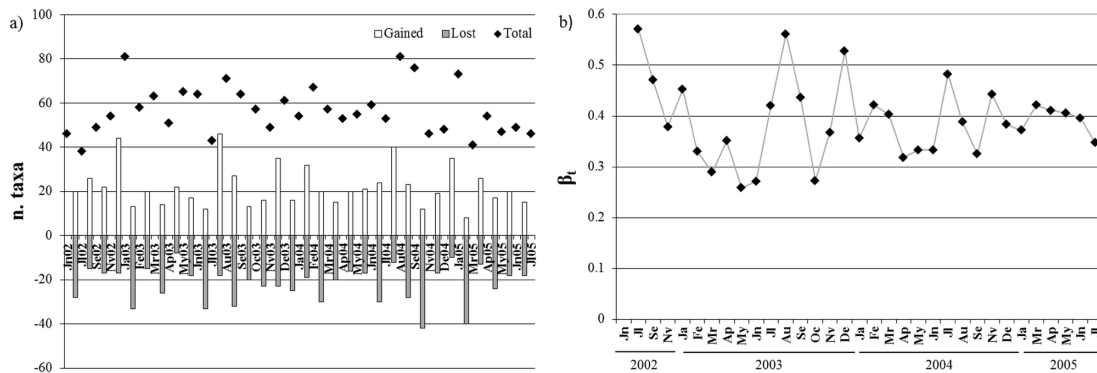 a)
n. taxa
100
80
60
40
20
0
-20
-40
-60
Gained Lost Total
Jn02 Jl02 Se02 Nv02 Ja03 Fe03 Mr03 Ap03 My03 Jn03 Jl03 Au03 Se03 Oc03 Nv03 De03 Ja04 Fe04 Mr04 Ap04 My04 Jn04 Jl04 Au04 Se04 Nv04 De04 Ja05 Mr05 Ap05 My05 Jn05 Jl05
b)
βt
0.6
0.5
0.4
0.3
0.2
0.1
0
Jn Jl Se Nv Ja Fe Mr Ap My Jn Jl Au Se Oc Nv De Ja Fe Mr Ap My Jn Jl Au Se Nv De Ja Mr Ap My Jn Jl
2002 2003 2004 2005